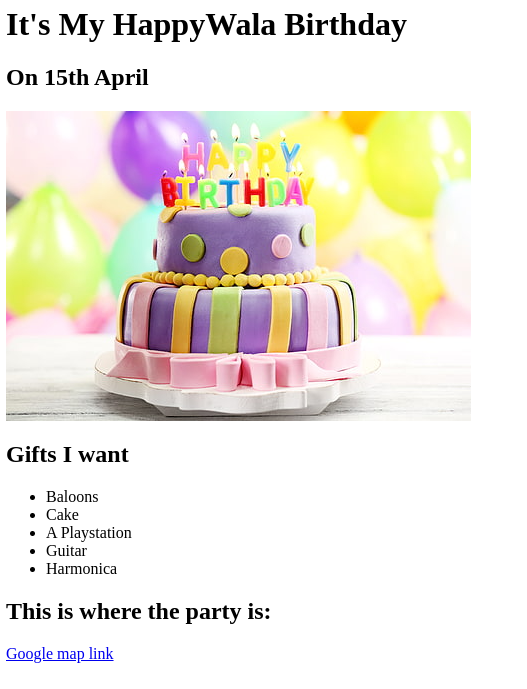 It's My HappyWala Birthday
On 15th April
HAPPY
BIRTHDAY
Gifts I want
Baloons
Cake
A Playstation
Guitar
Harmonica
This is where the party is:
Google map link